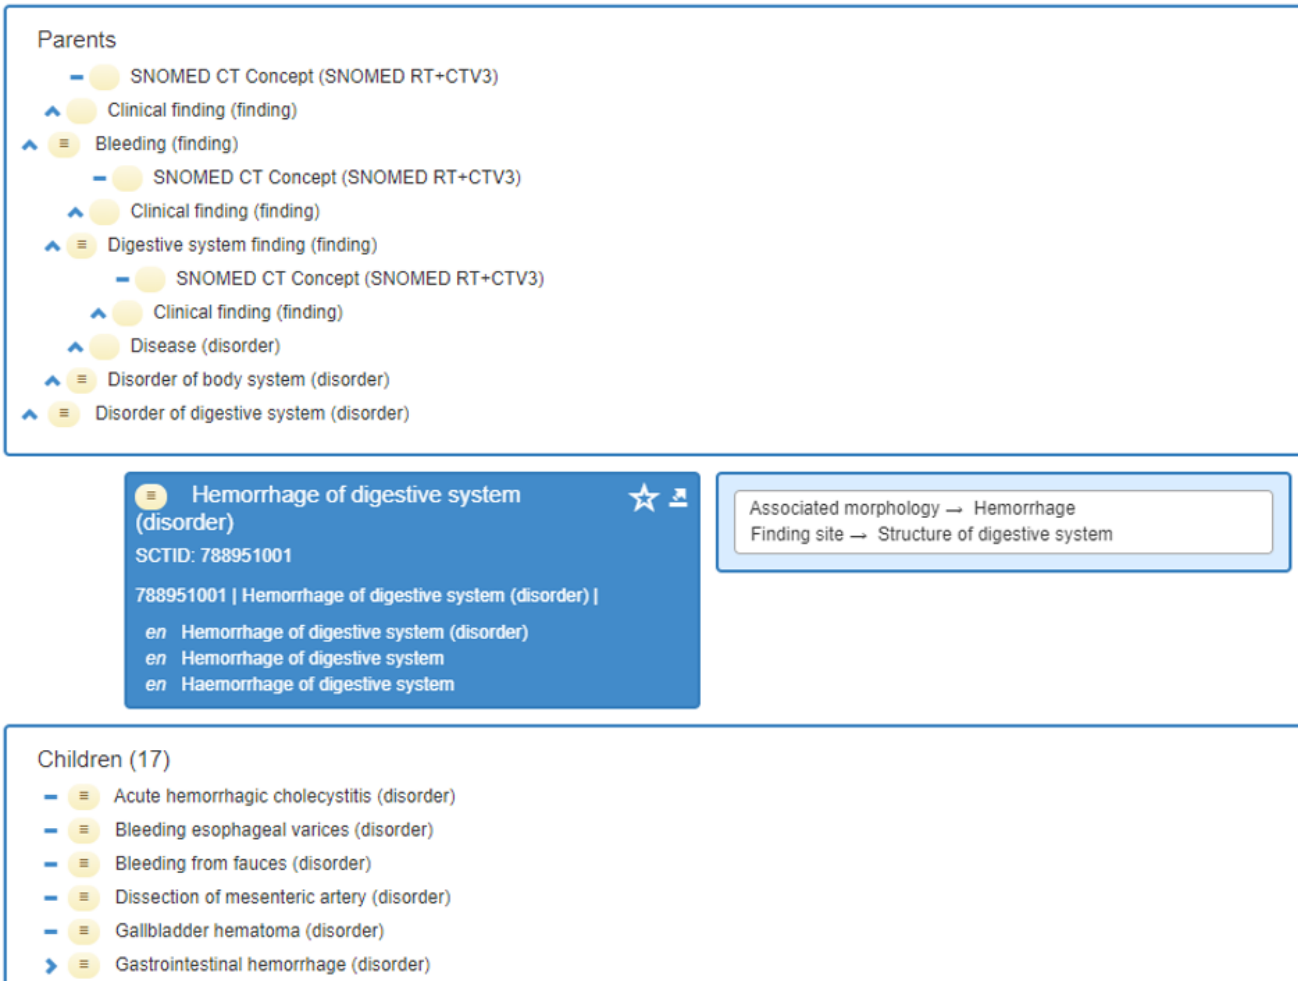 Parents
SNOMED CT Concept (SNOMED RT+CTV3)
Clinical finding (finding)
Bleeding (finding)
SNOMED CT Concept (SNOMED RT+CTV3)
Clinical finding (finding)
Digestive system finding (finding)
SNOMED CT Concept (SNOMED RT+CTV3)
Clinical finding (finding)
Disease (disorder)
Disorder of body system (disorder)
Disorder of digestive system (disorder)
Hemorrhage of digestive system
(disorder)
SCTID: 788951001
788951001 | Hemorrhage of digestive system (disorder) |
en Hemorrhage of digestive system (disorder)
en Hemorrhage of digestive system
en Haemorrhage of digestive system
Associated morphology → Hemorrhage
Finding site → Structure of digestive system
Children (17)
Acute hemorrhagic cholecystitis (disorder)
Bleeding esophageal varices (disorder)
Bleeding from fauces (disorder)
Dissection of mesenteric artery (disorder)
Gallbladder hematoma (disorder)
Gastrointestinal hemorrhage (disorder)